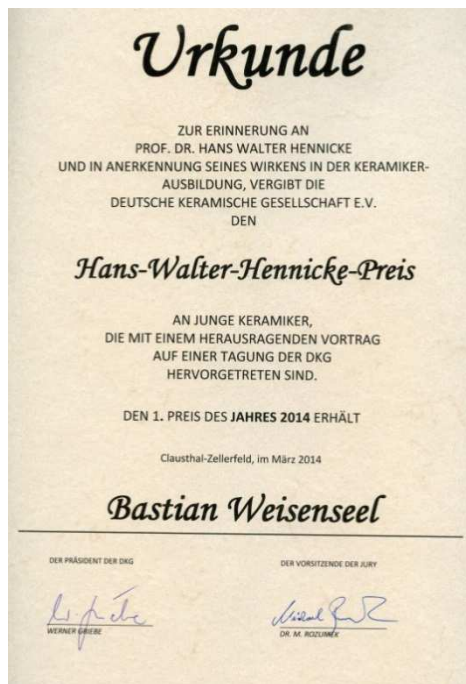 Urkunde
ZUR ERINNERUNG AN
PROF. DR. HANS WALTER HENNICKE
UND IN ANERKENNUNG SEINES WIRKENS IN DER KERAMIKER-
AUSBILDUNG, VERGIBT DIE
DEUTSCHE KERAMISCHE GESELLSCHAFT E.V.
DEN
Hans-Walter-Hennicke-Preis
AN JUNGE KERAMIKER,
DIE MIT EINEM HERAUSRAGENDEN VORTRAG
AUF EINER TAGUNG DER DKG
HERVORGETRETEN SIND.
DEN 1. PREIS DES JAHRES 2014 ERHÄLT
Clausthal-Zellerfeld, im März 2014
Bastian Weisenseel
DER PRÄSIDENT DER DKG
DER VORSITZENDE DER JURY
WERNER GRIEBE
DR. M. ROZUMEK